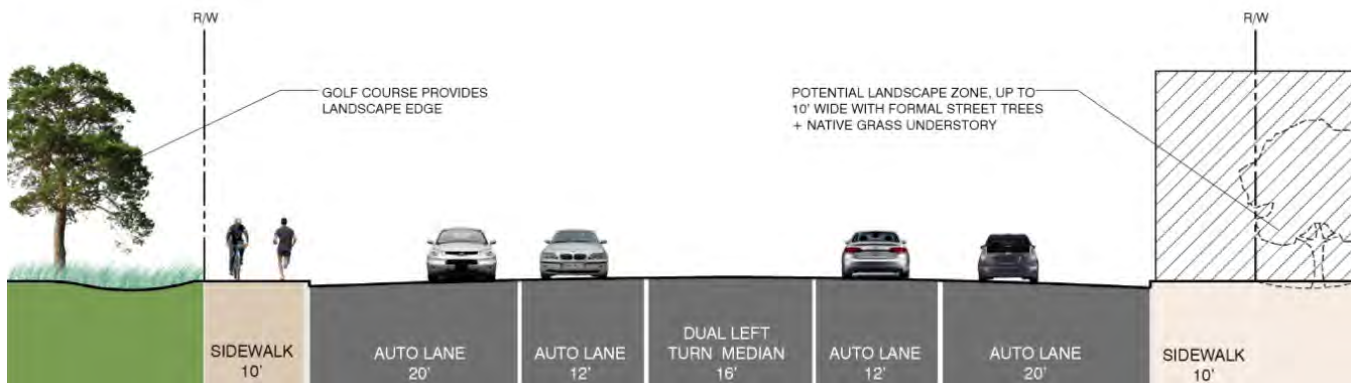 R/W
R/W
GOLF COURSE PROVIDES
LANDSCAPE EDGE
POTENTIAL LANDSCAPE ZONE, UP TO
10' WIDE WITH FORMAL STREET TREES
+ NATIVE GRASS UNDERSTORY
SIDEWALK
10'
AUTO LANE
20'
AUTO LANE
12'
DUAL LEFT
TURN MEDIAN
16'
AUTO LANE
12'
AUTO LANE
20'
SIDEWALK
10'